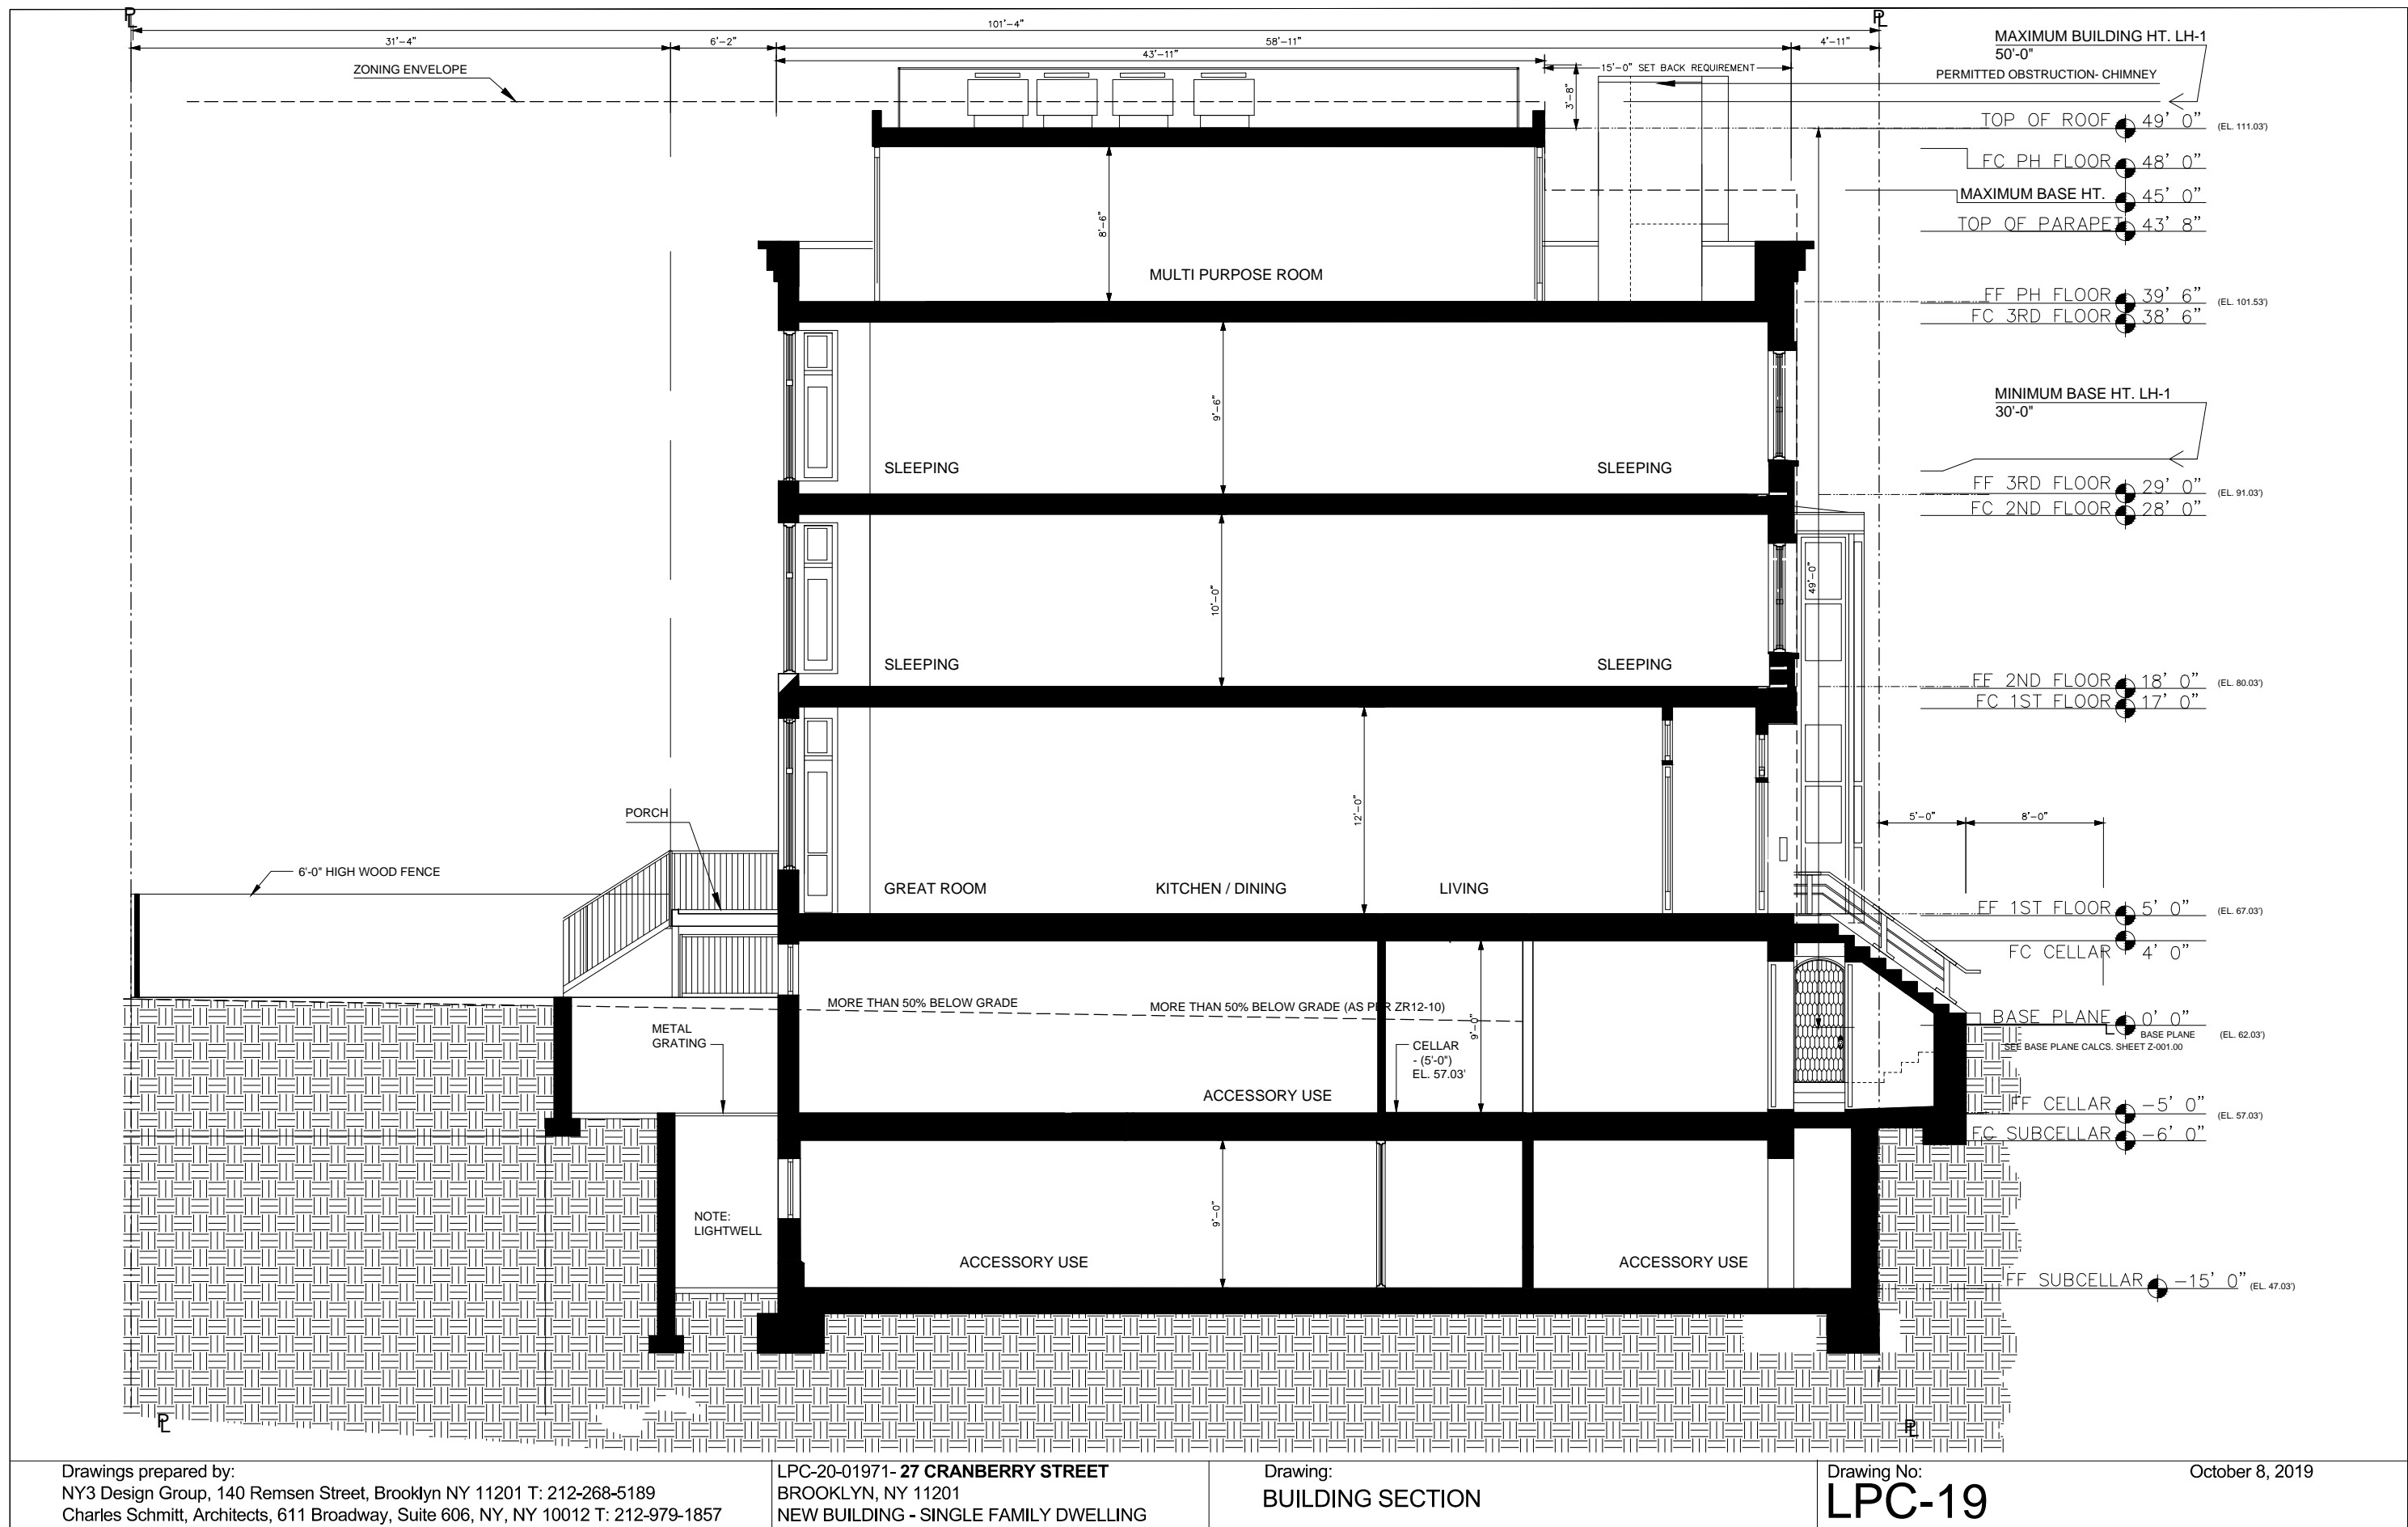 PL
PL
101'-4"
31'-4"
6'-2"
58'-11"
4'-11"
43'-11"
15'-0" SET BACK REQUIREMENT
3'-8"
ZONING ENVELOPE
MAXIMUM BUILDING HT. LH-1
50'-0"
PERMITTED OBSTRUCTION- CHIMNEY
TOP OF ROOF 49' 0" (EL. 111.03')
FC PH FLOOR 48' 0"
MAXIMUM BASE HT. 45' 0"
TOP OF PARAPET 43' 8"
8'-6"
MULTI PURPOSE ROOM
FF PH FLOOR 39' 6" (EL. 101.53')
FC 3RD FLOOR 38' 6"
MINIMUM BASE HT. LH-1
30'-0"
9'-6"
SLEEPING
SLEEPING
FF 3RD FLOOR 29' 0" (EL. 91.03')
FC 2ND FLOOR 28' 0"
49'-0"
10'-0"
SLEEPING
SLEEPING
FF 2ND FLOOR 18' 0" (EL. 80.03')
FC 1ST FLOOR 17' 0"
PORCH
12'-0"
5'-0"
8'-0"
6'-0" HIGH WOOD FENCE
GREAT ROOM
KITCHEN / DINING
LIVING
FF 1ST FLOOR 5' 0" (EL. 67.03')
FC CELLAR 4' 0"
MORE THAN 50% BELOW GRADE
MORE THAN 50% BELOW GRADE (AS PER ZR12-10)
METAL
GRATING
9'-0"
CELLAR
- (5'-0")
EL. 57.03'
BASE PLANE 0' 0"
BASE PLANE (EL. 62.03')
SEE BASE PLANE CALCS. SHEET Z-001.00
ACCESSORY USE
FF CELLAR -5' 0" (EL. 57.03')
FC SUBCELLAR -6' 0"
NOTE:
LIGHTWELL
9'-0"
ACCESSORY USE
ACCESSORY USE
FF SUBCELLAR -15' 0" (EL. 47.03')
PL
PL
Drawings prepared by:
NY3 Design Group, 140 Remsen Street, Brooklyn NY 11201 T: 212-268-5189
Charles Schmitt, Architects, 611 Broadway, Suite 606, NY, NY 10012 T: 212-979-1857
LPC-20-01971- 27 CRANBERRY STREET
BROOKLYN, NY 11201
NEW BUILDING - SINGLE FAMILY DWELLING
Drawing:
BUILDING SECTION
Drawing No:
LPC-19
October 8, 2019